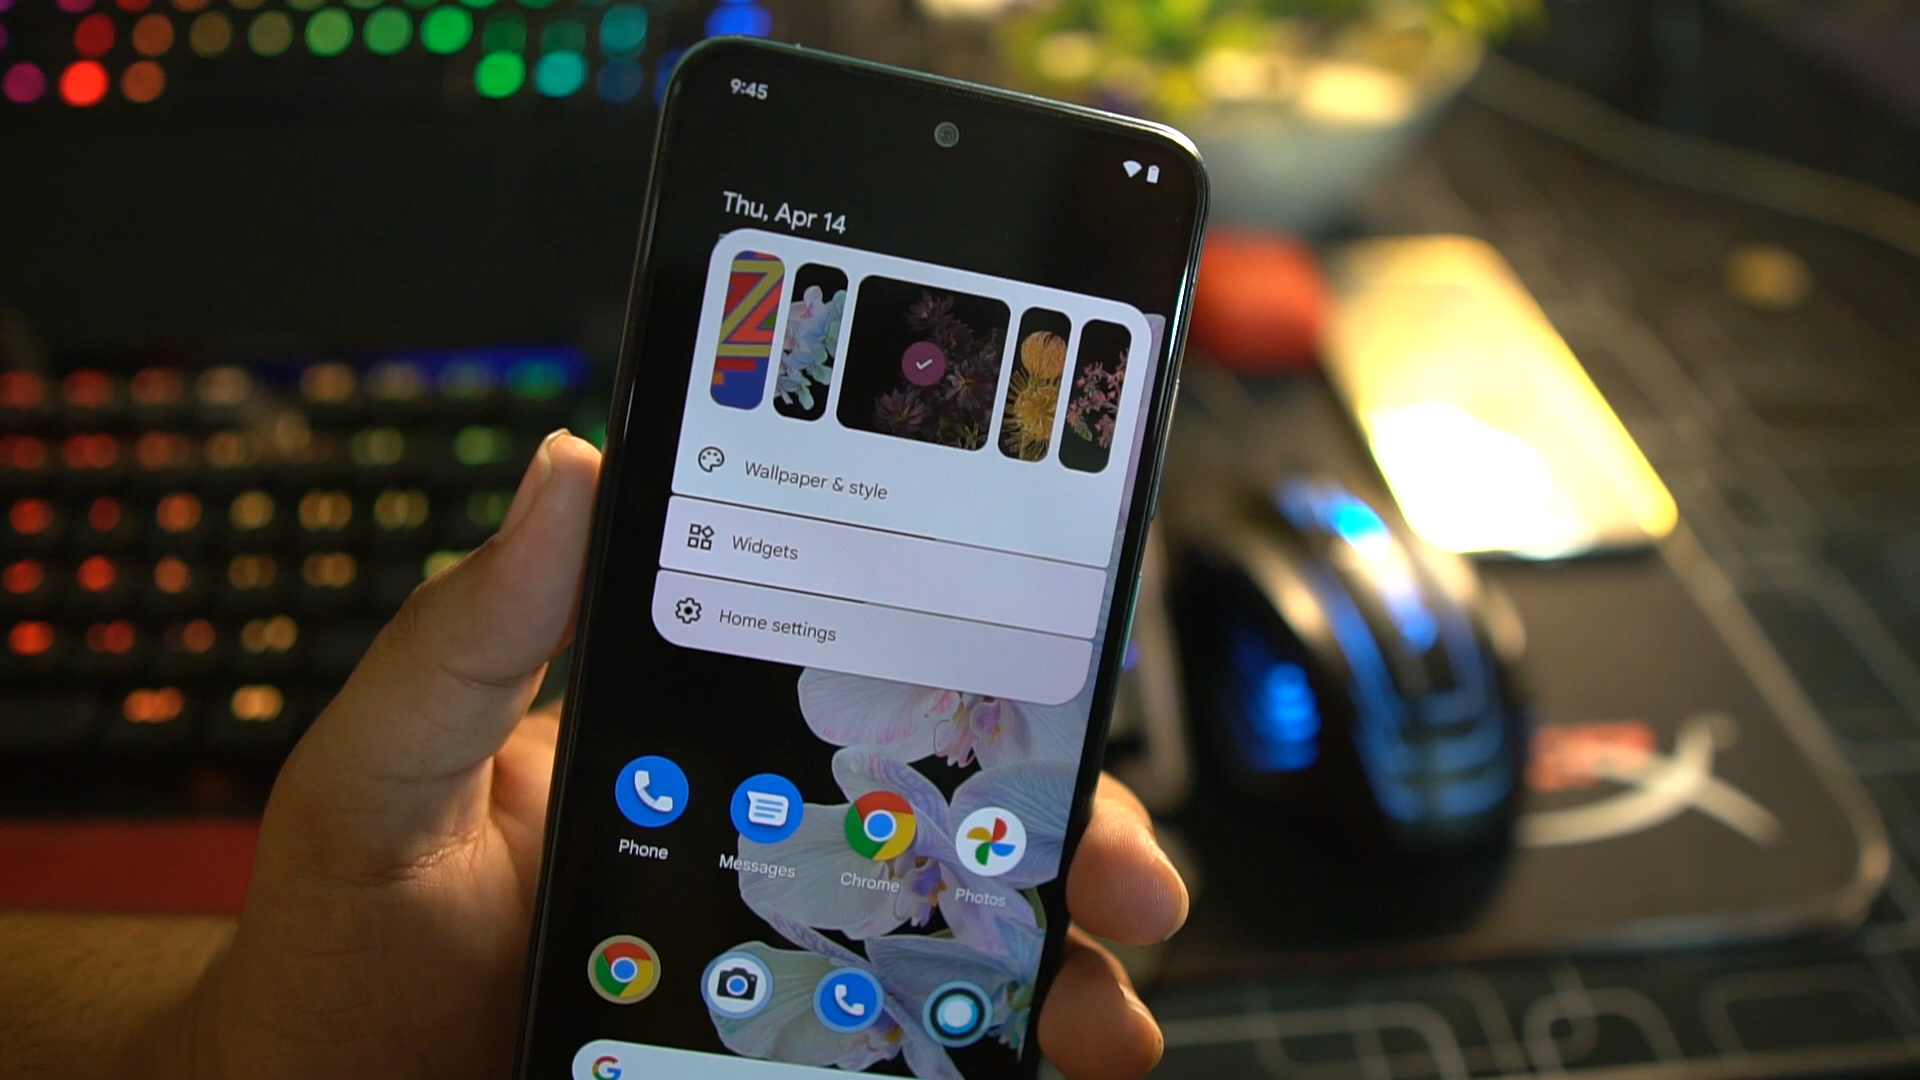 9:45
Thu, Apr 14
Wallpaper & style
Widgets
Home settings
Phone
Messages
Chrome
Photos
G